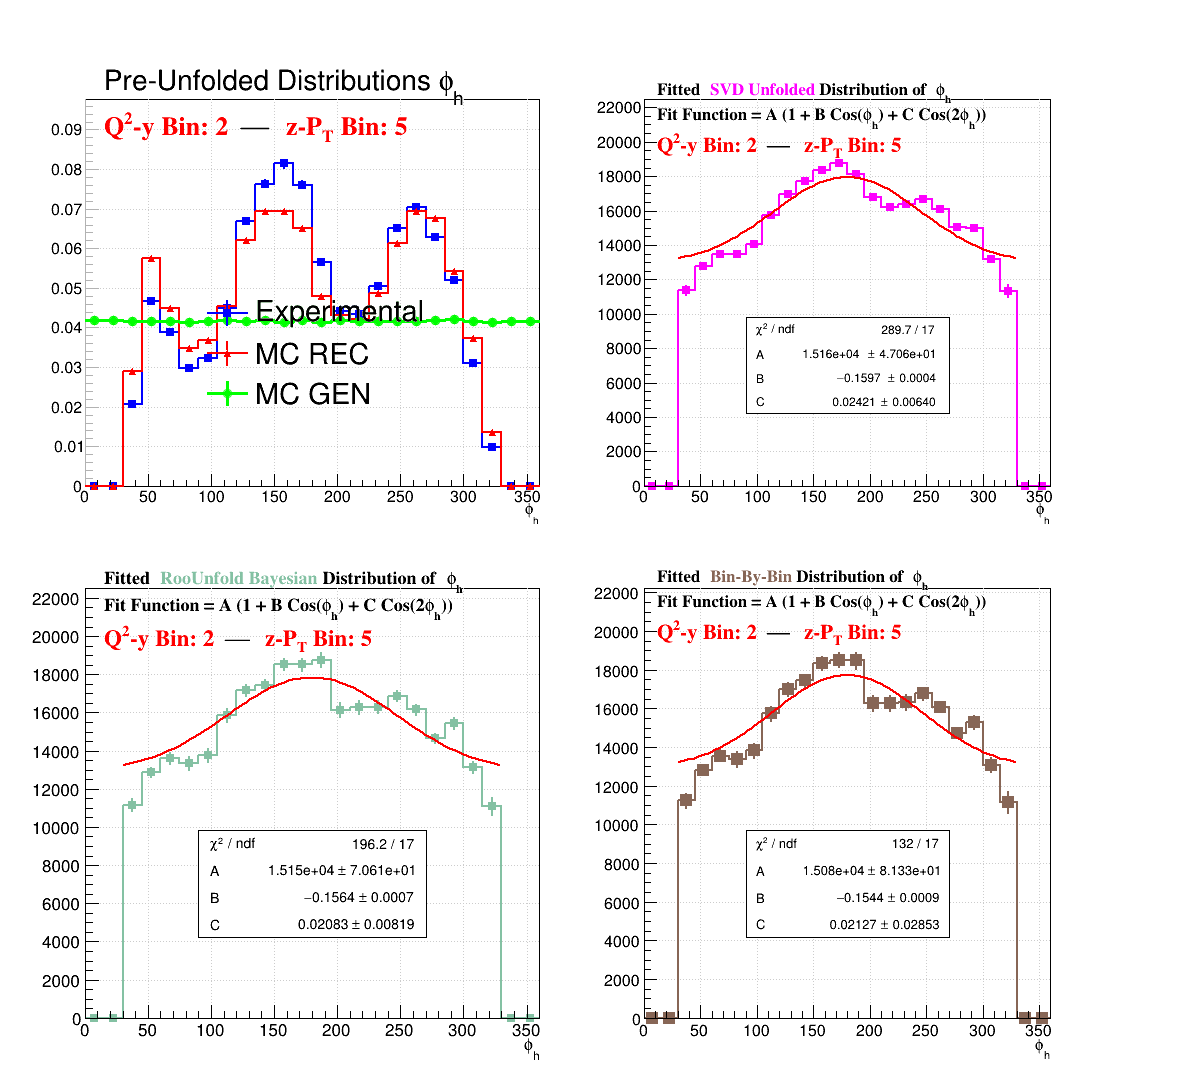 Pre-Unfolded Distributions ϕh
Q2-y Bin: 2 — z-PT Bin: 5
0.09
0.08
0.07
0.06
0.05
0.04
0.03
0.02
0.01
0
Experimental
MC REC
MC GEN
0 50 100 150 200 250 300 350
ϕh
Fitted SVD Unfolded Distribution of ϕh
Fit Function = A (1 + B Cos(ϕh) + C Cos(2ϕh))
Q2-y Bin: 2 — z-PT Bin: 5
22000
20000
18000
16000
14000
12000
10000
8000
6000
4000
2000
0
χ2 / ndf 289.7 / 17
A 1.516e+04 ± 4.706e+01
B −0.1597 ± 0.0004
C 0.02421 ± 0.00640
0 50 100 150 200 250 300 350
ϕh
Fitted RooUnfold Bayesian Distribution of ϕh
Fit Function = A (1 + B Cos(ϕh) + C Cos(2ϕh))
Q2-y Bin: 2 — z-PT Bin: 5
22000
20000
18000
16000
14000
12000
10000
8000
6000
4000
2000
0
χ2 / ndf 196.2 / 17
A 1.515e+04 ± 7.061e+01
B −0.1564 ± 0.0007
C 0.02083 ± 0.00819
0 50 100 150 200 250 300 350
ϕh
Fitted Bin-By-Bin Distribution of ϕh
Fit Function = A (1 + B Cos(ϕh) + C Cos(2ϕh))
Q2-y Bin: 2 — z-PT Bin: 5
22000
20000
18000
16000
14000
12000
10000
8000
6000
4000
2000
0
χ2 / ndf 132 / 17
A 1.508e+04 ± 8.133e+01
B −0.1544 ± 0.0009
C 0.02127 ± 0.02853
0 50 100 150 200 250 300 350
ϕh